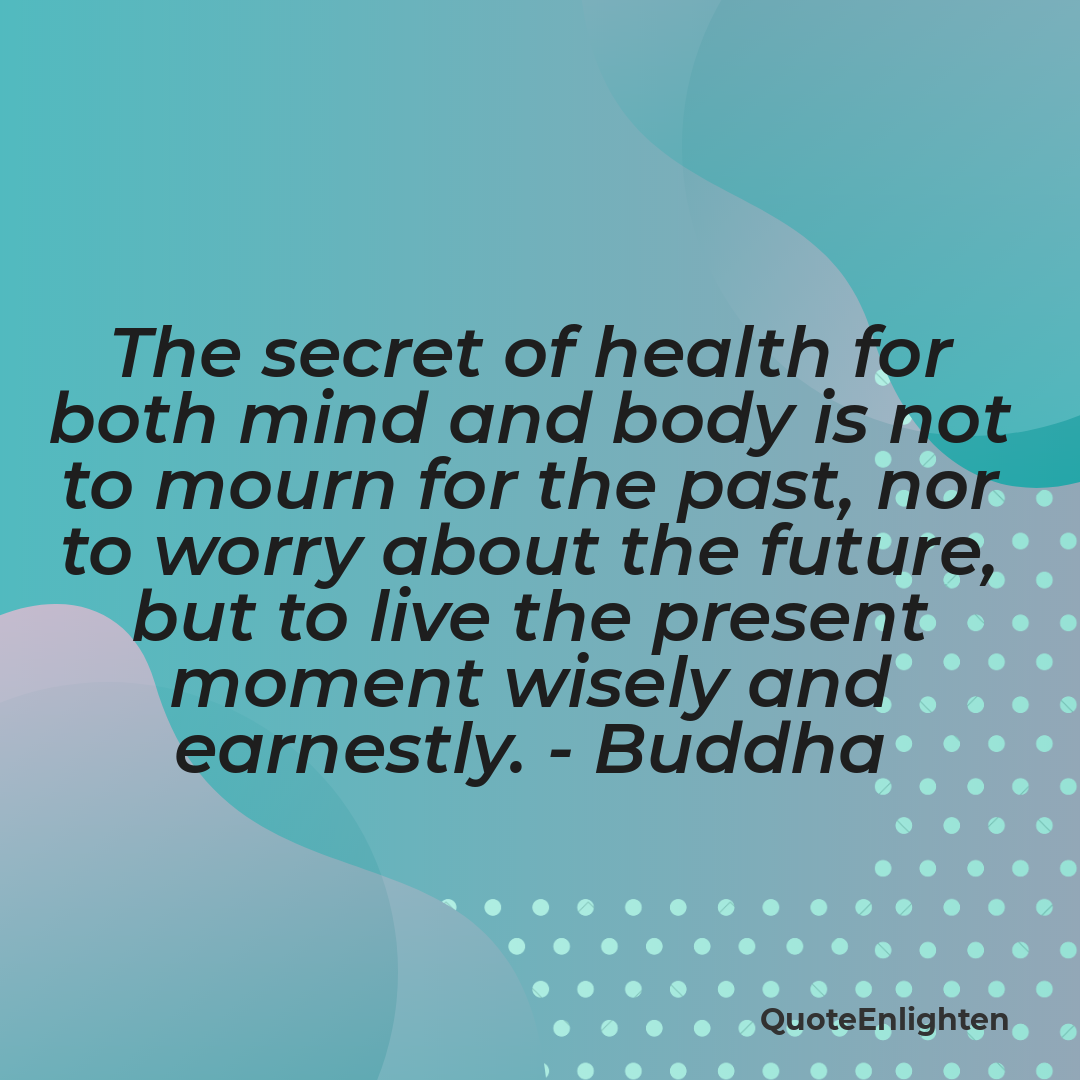 The secret of health for
both mind and body is not
to mourn for the past, nor
to worry about the future,
but to live the present
moment wisely and
earnestly. - Buddha
QuoteEnlighten